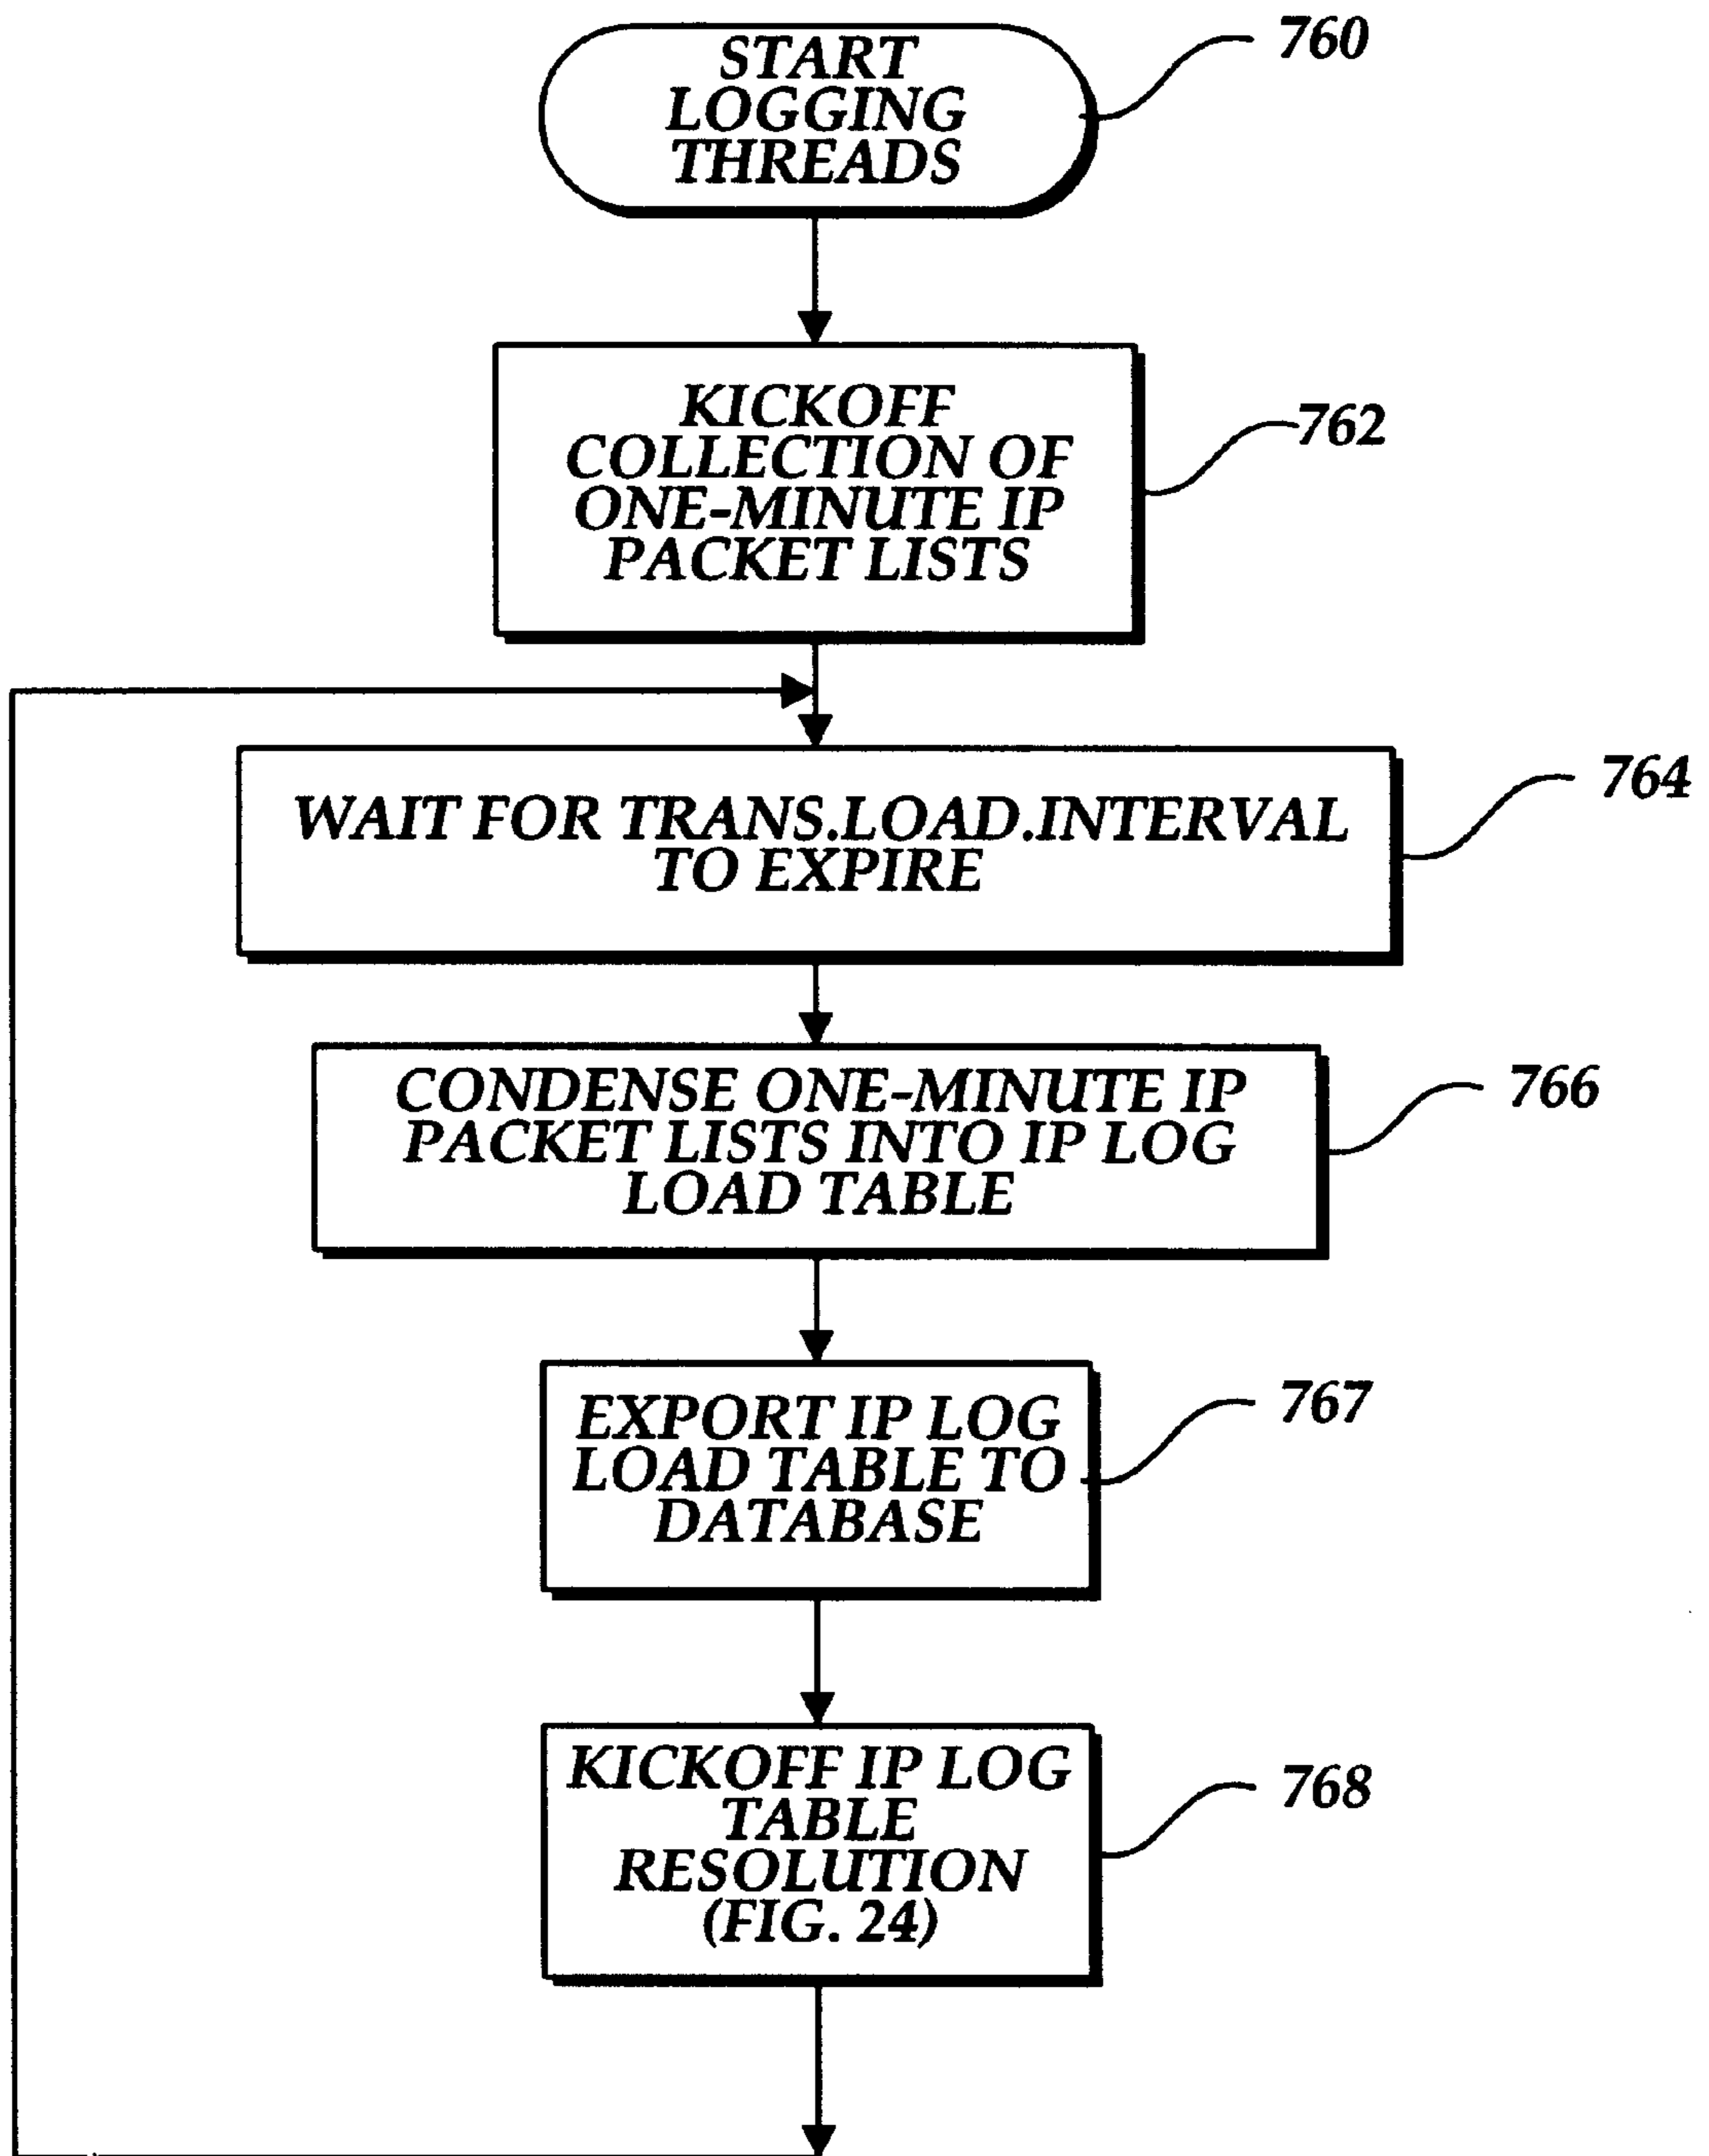 START
LOGGING
THREADS
760
KICKOFF
COLLECTION OF
ONE-MINUTE IP
PACKET LISTS
762
WAIT FOR TRANS.LOAD.INTERVAL
TO EXPIRE
764
CONDENSE ONE-MINUTE IP
PACKET LISTS INTO IP LOG
LOAD TABLE
766
EXPORT IP LOG
LOAD TABLE TO
DATABASE
767
KICKOFF IP LOG
TABLE
RESOLUTION
(FIG. 24)
768